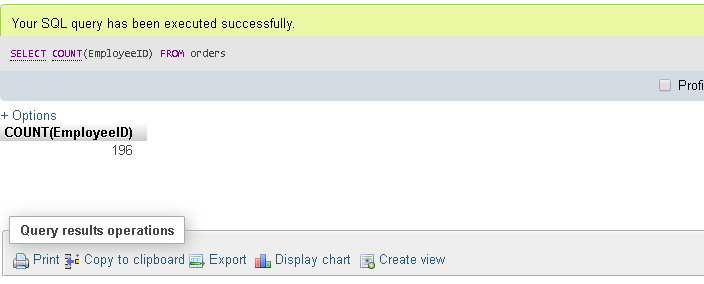 Your SQL query has been executed successfully.
SELECT COUNT(EmployeeID) FROM orders
Profi
+ Options
COUNT(EmployeeID)
196
Query results operations
Print Copy to clipboard Export Display chart Create view